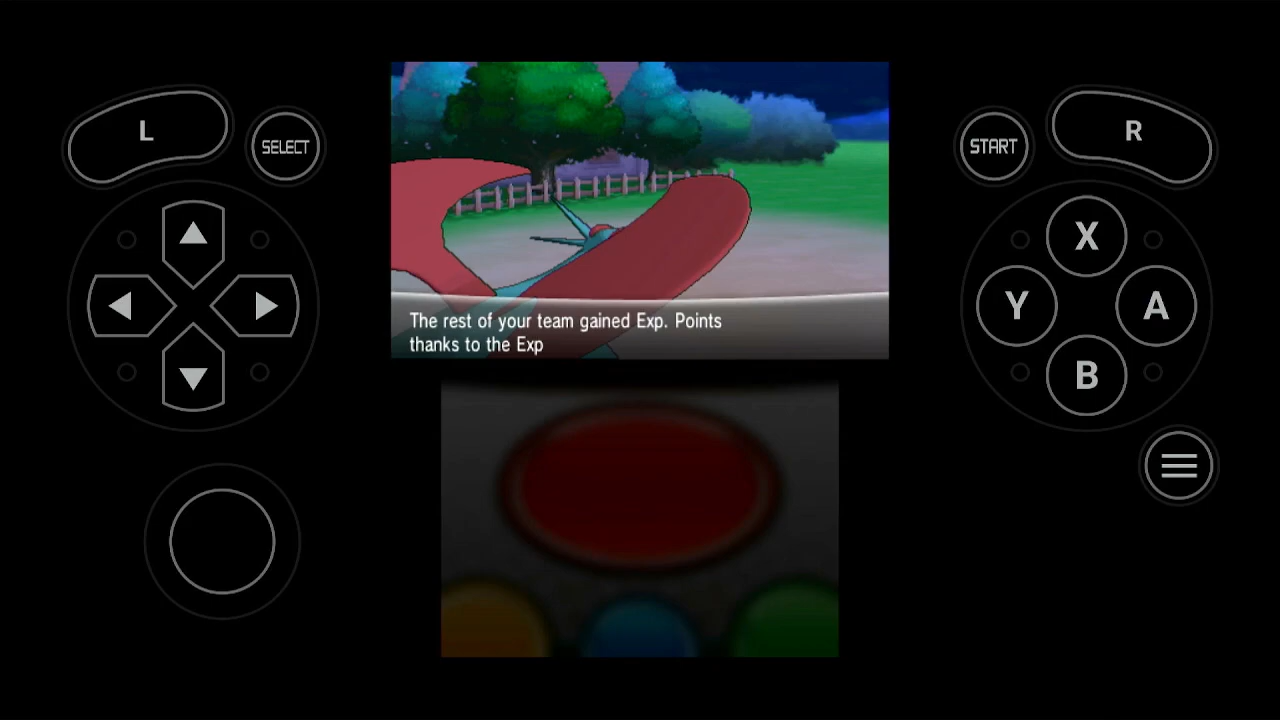 L
SELECT
START
R
X
Y
A
B
The rest of your team gained Exp. Points
thanks to the Exp